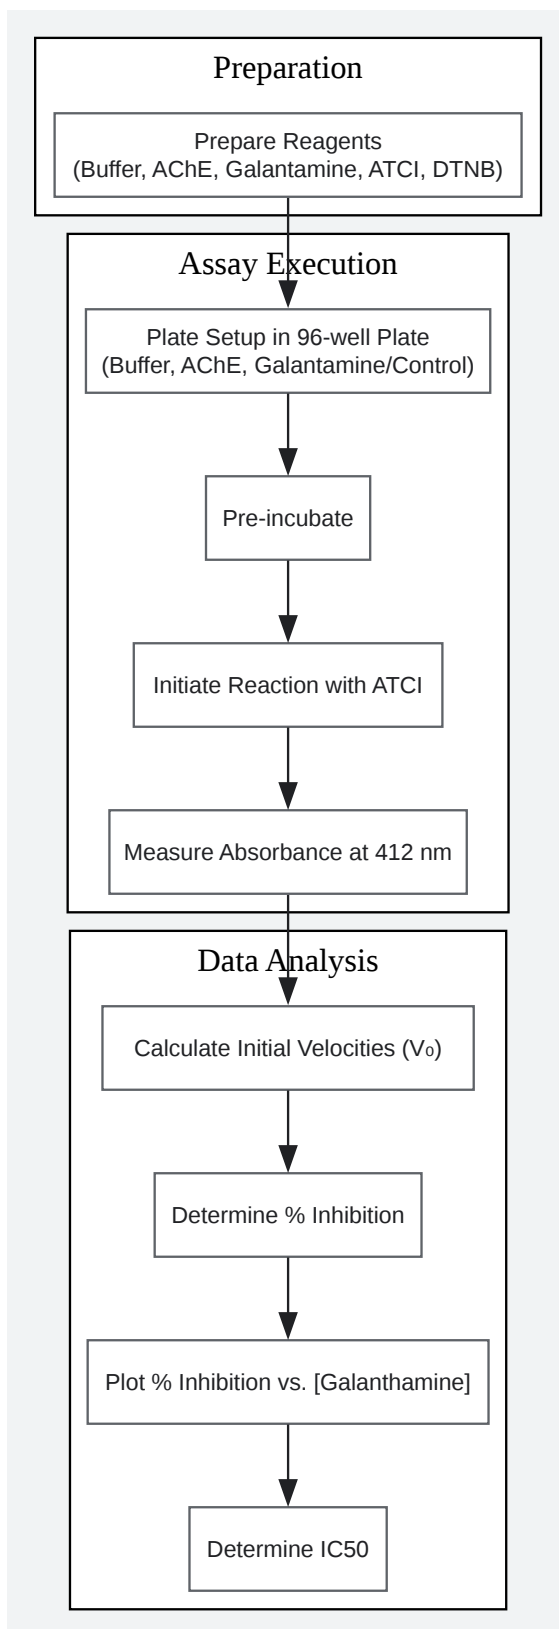 Preparation
Prepare Reagents
(Buffer, AChE, Galantamine, ATCI, DTNB)
Assay Execution
Plate Setup in 96-well Plate
(Buffer, AChE, Galantamine/Control)
Pre-incubate
Initiate Reaction with ATCI
Measure Absorbance at 412 nm
Data Analysis
Calculate Initial Velocities (V₀)
Determine % Inhibition
Plot % Inhibition vs. [Galanthamine]
Determine IC50